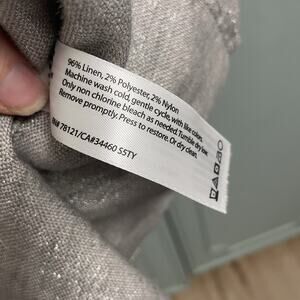 96% Linen, 2% Polyester, 2% Nylon
Machine wash cold, gentle cycle, with like colors.
Only non chlorine bleach as needed. Tumble dry low.
Remove promptly. Press to restore. Or dry clean.
RN# 78121/CA#34460 S5TY